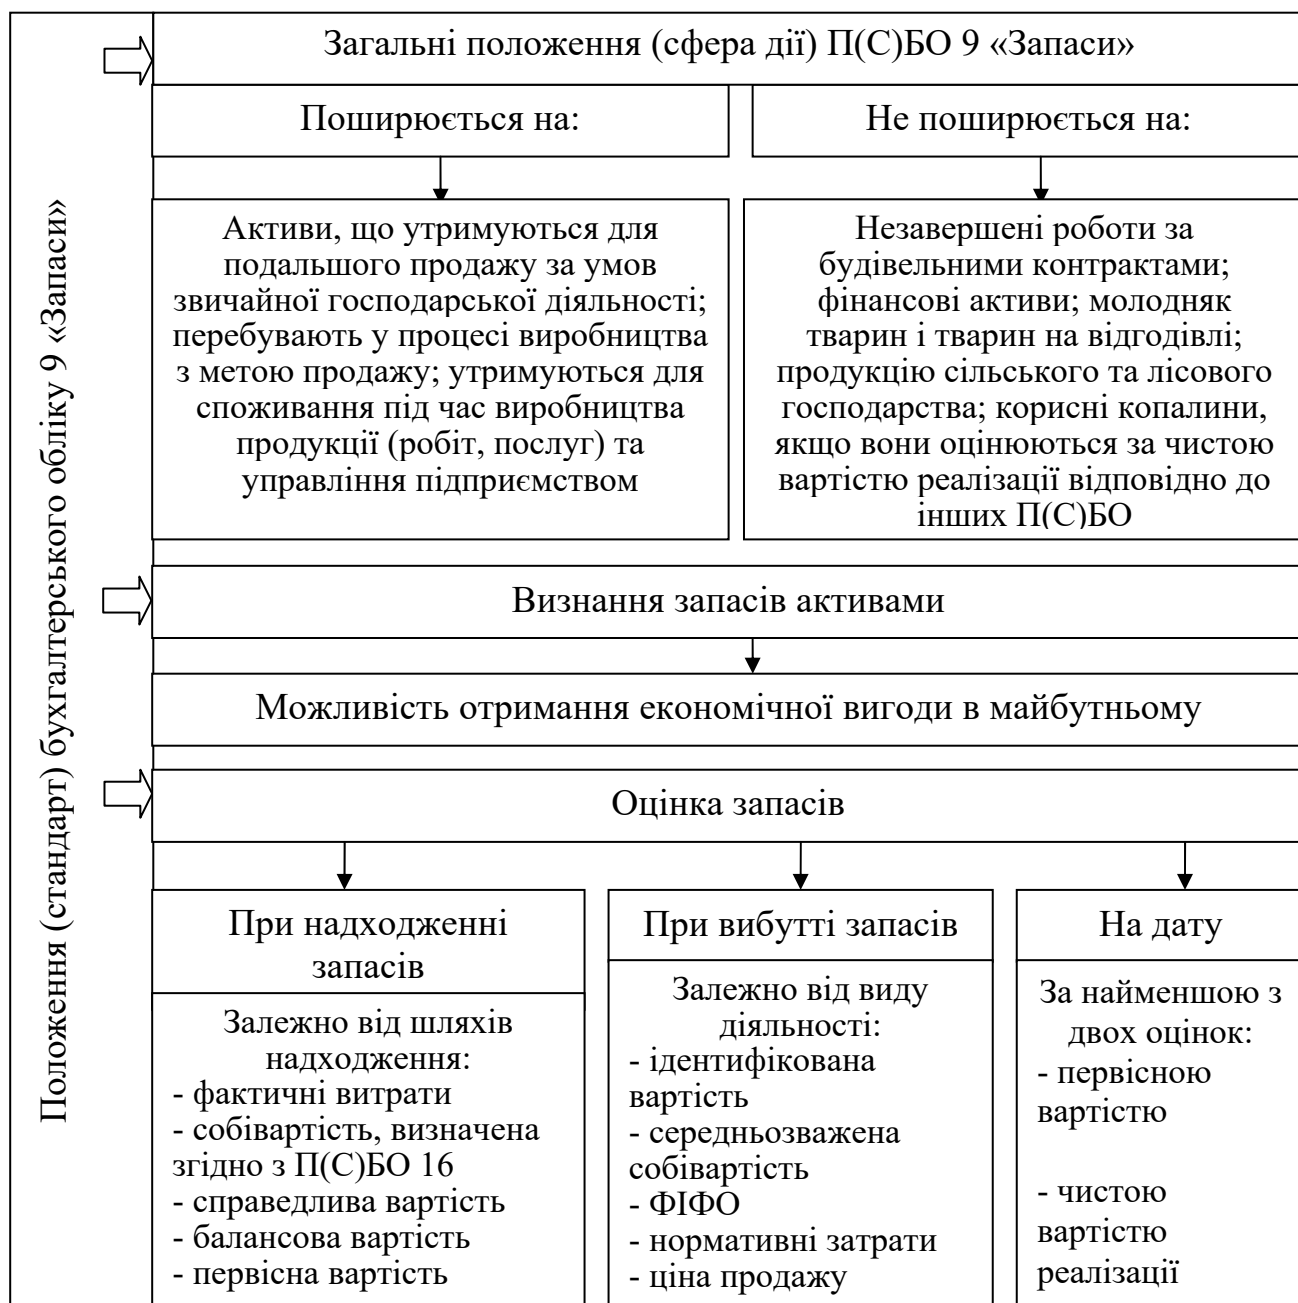 Положення (стандарт) бухгалтерського обліку 9 «Запаси»
Загальні положення (сфера дії) П(С)БО 9 «Запаси»
Поширюється на:
Не поширюється на:
Активи, що утримуються для
подальшого продажу за умов
звичайної господарської діяльності;
перебувають у процесі виробництва
з метою продажу; утримуються для
споживання під час виробництва
продукції (робіт, послуг) та
управління підприємством
Незавершені роботи за
будівельними контрактами;
фінансові активи; молодняк
тварин і тварин на відгодівлі;
продукцію сільського та лісового
господарства; корисні копалини,
якщо вони оцінюються за чистою
вартістю реалізації відповідно до
інших П(С)БО
Визнання запасів активами
Можливість отримання економічної вигоди в майбутньому
Оцінка запасів
При надходженні
запасів
Залежно від шляхів
надходження:
- фактичні витрати
- собівартість, визначена
згідно з П(С)БО 16
- справедлива вартість
- балансова вартість
- первісна вартість
При вибутті запасів
Залежно від виду
діяльності:
- ідентифікована
вартість
- середньозважена
собівартість
- ФІФО
- нормативні затрати
- ціна продажу
На дату
За найменшою з
двох оцінок:
- первісною
вартістю
- чистою
вартістю
реалізації